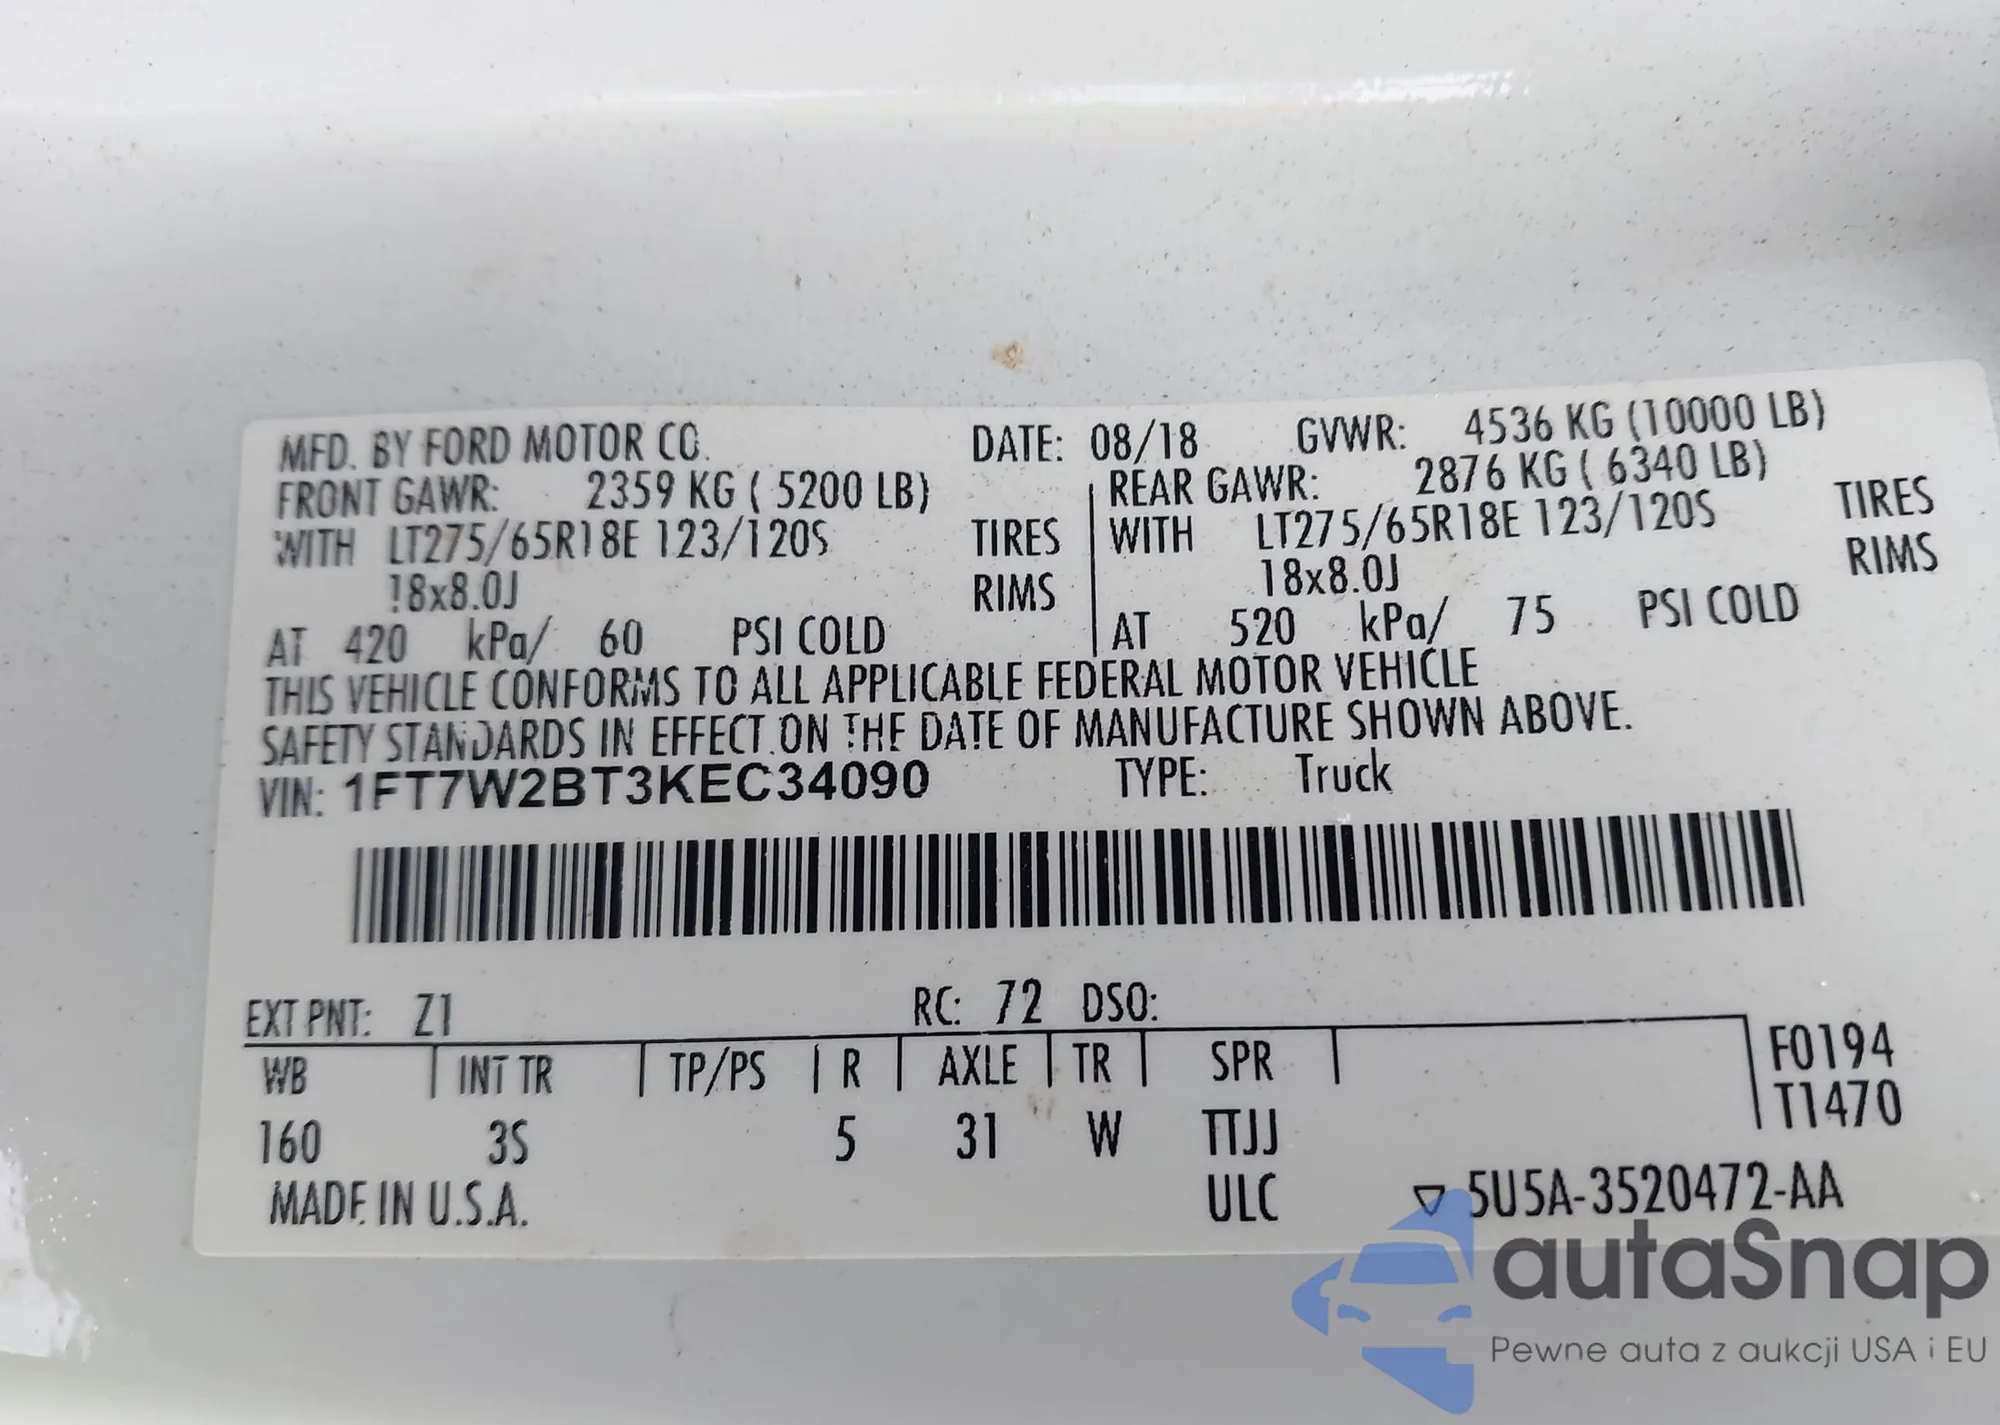 MFD. BY FORD MOTOR CO. DATE: 08/18 GVWR: 4536 KG (10000 LB)
FRONT GAWR: 2359 KG ( 5200 LB) REAR GAWR: 2876 KG ( 6340 LB)
WITH LT275/65R18E 123/120S TIRES WITH LT275/65R18E 123/120S TIRES
18x8.0J RIMS 18x8.0J RIMS
AT 420 kPa/ 60 PSI COLD AT 520 kPa/ 75 PSI COLD
THIS VEHICLE CONFORMS TO ALL APPLICABLE FEDERAL MOTOR VEHICLE
SAFETY STANDARDS IN EFFECT ON THE DATE OF MANUFACTURE SHOWN ABOVE.
VIN: 1FT7W2BT3KEC34090 TYPE: Truck
EXT PNT: Z1 RC: 72 DSO:
WB INT TR TP/PS R AXLE TR SPR F0194
160 3S 5 31 W TTJJ T1470
MADE IN U.S.A. ULC ▽ 5U5A-3520472-AA
autaSnap
Pewne auta z aukcji USA i EU